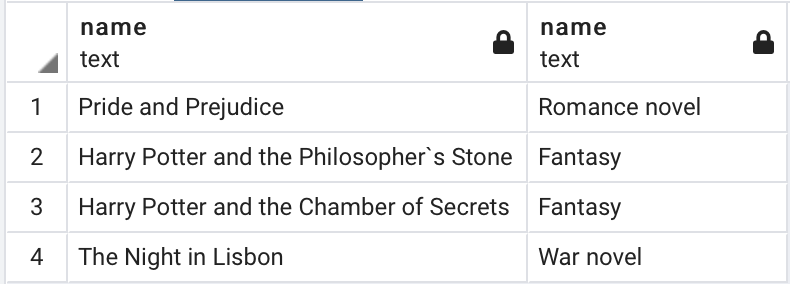 name name
text text
1 Pride and Prejudice Romance novel
2 Harry Potter and the Philosopher`s Stone Fantasy
3 Harry Potter and the Chamber of Secrets Fantasy
4 The Night in Lisbon War novel